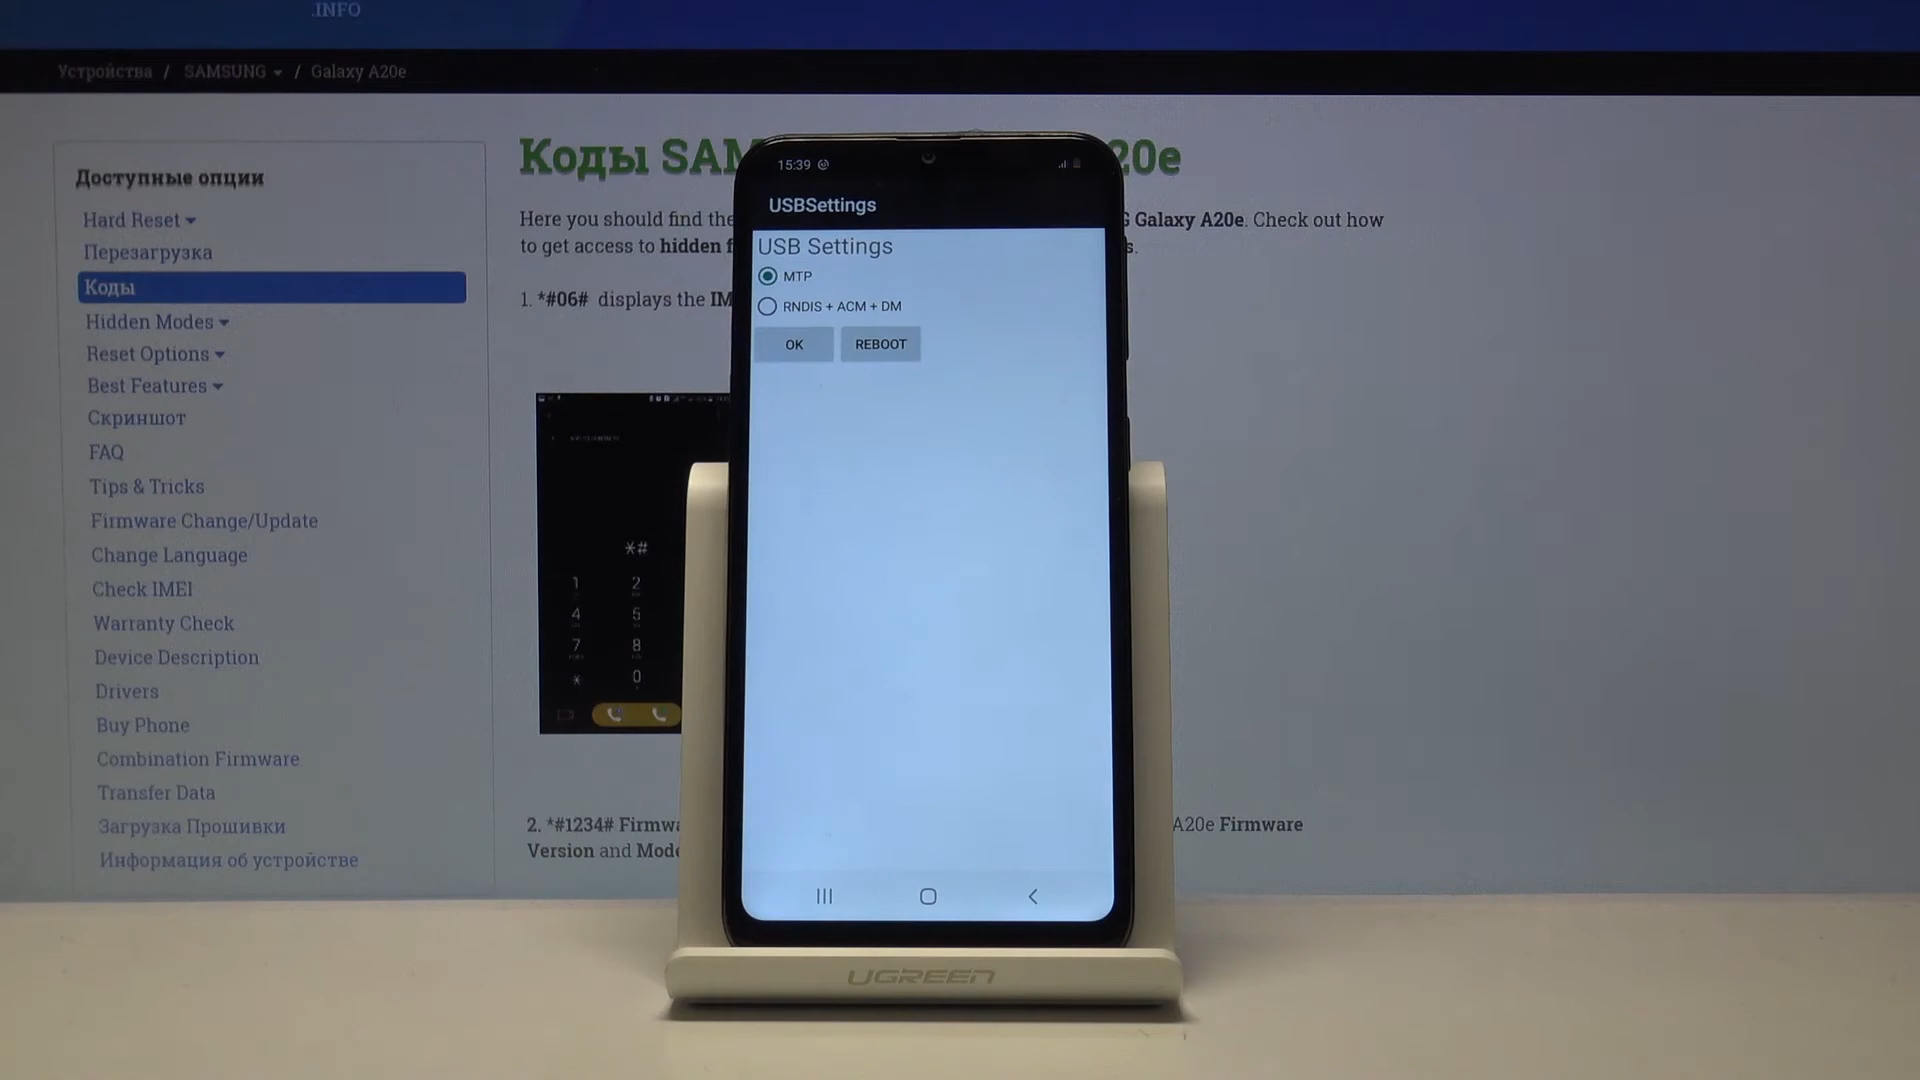 .INFO
Устройства / SAMSUNG / Galaxy A20e
Доступные опции
Hard Reset
Перезагрузка
Коды
Hidden Modes
Reset Options
Best Features
Скриншот
FAQ
Tips & Tricks
Firmware Change/Update
Change Language
Check IMEI
Warranty Check
Device Description
Drivers
Buy Phone
Combination Firmware
Transfer Data
Загрузка Прошивки
Информация об устройстве
Коды SAM 20e
Here you should find the Galaxy A20e. Check out how
to get access to hidden
1. *#06# displays the IM
*#
1 2
4 5
7 8
* 0
2. *#1234# Firmwa A20e Firmware
Version and Mode
15:39
USBSettings
USB Settings
MTP
RNDIS + ACM + DM
OK REBOOT
UGREEN